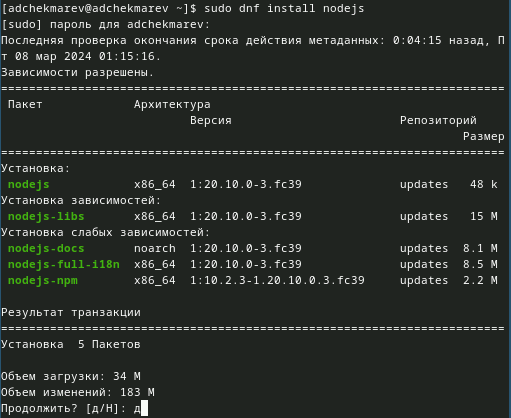 [adchekmarev@adchekmarev ~]$ sudo dnf install nodejs
[sudo] пароль для adchekmarev:
Последняя проверка окончания срока действия метаданных: 0:04:15 назад, П
т 08 мар 2024 01:15:16.
Зависимости разрешены.
================================================================================
Пакет Архитектура
Версия Репозиторий
Размер
================================================================================
Установка:
nodejs x86_64 1:20.10.0-3.fc39 updates 48 k
Установка зависимостей:
nodejs-libs x86_64 1:20.10.0-3.fc39 updates 15 M
Установка слабых зависимостей:
nodejs-docs noarch 1:20.10.0-3.fc39 updates 8.1 M
nodejs-full-i18n x86_64 1:20.10.0-3.fc39 updates 8.5 M
nodejs-npm x86_64 1:10.2.3-1.20.10.0.3.fc39 updates 2.2 M
Результат транзакции
================================================================================
Установка 5 Пакетов
Объем загрузки: 34 M
Объем изменений: 183 M
Продолжить? [д/Н]: д